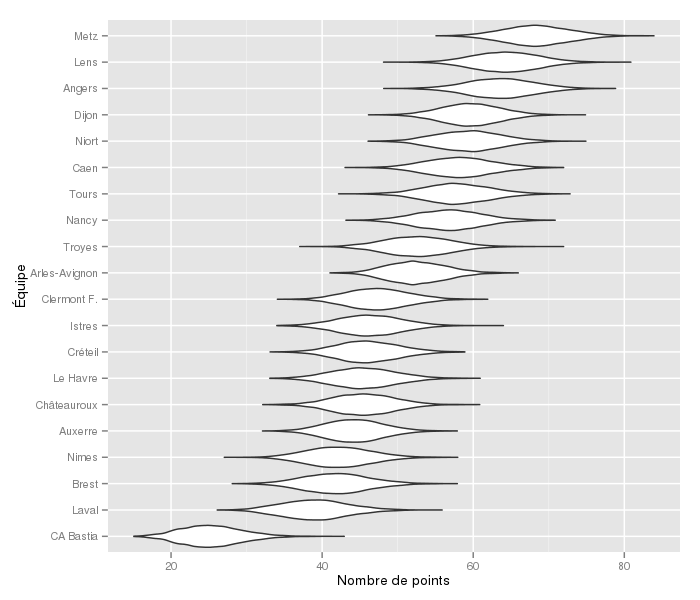 Équipe
Metz
Lens
Angers
Dijon
Niort
Caen
Tours
Nancy
Troyes
Arles-Avignon
Clermont F.
Istres
Créteil
Le Havre
Châteauroux
Auxerre
Nimes
Brest
Laval
CA Bastia
20 40 60 80
Nombre de points